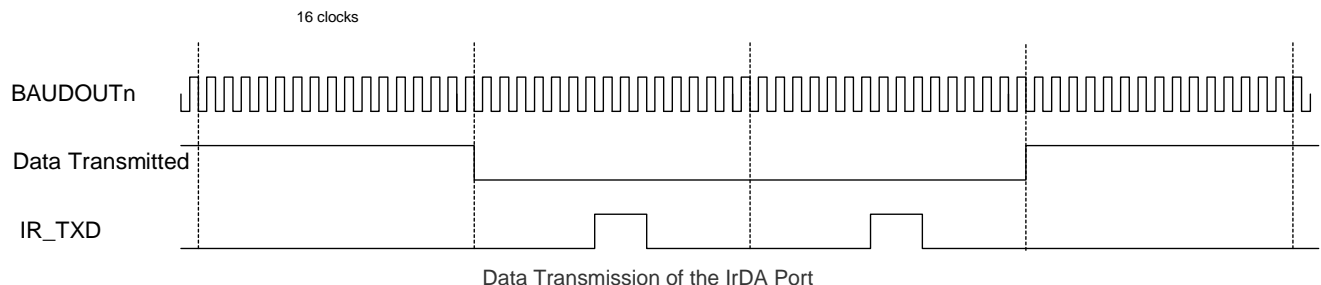 16 clocks
BAUDOUTn
Data Transmitted
IR_TXD
Data Transmission of the IrDA Port